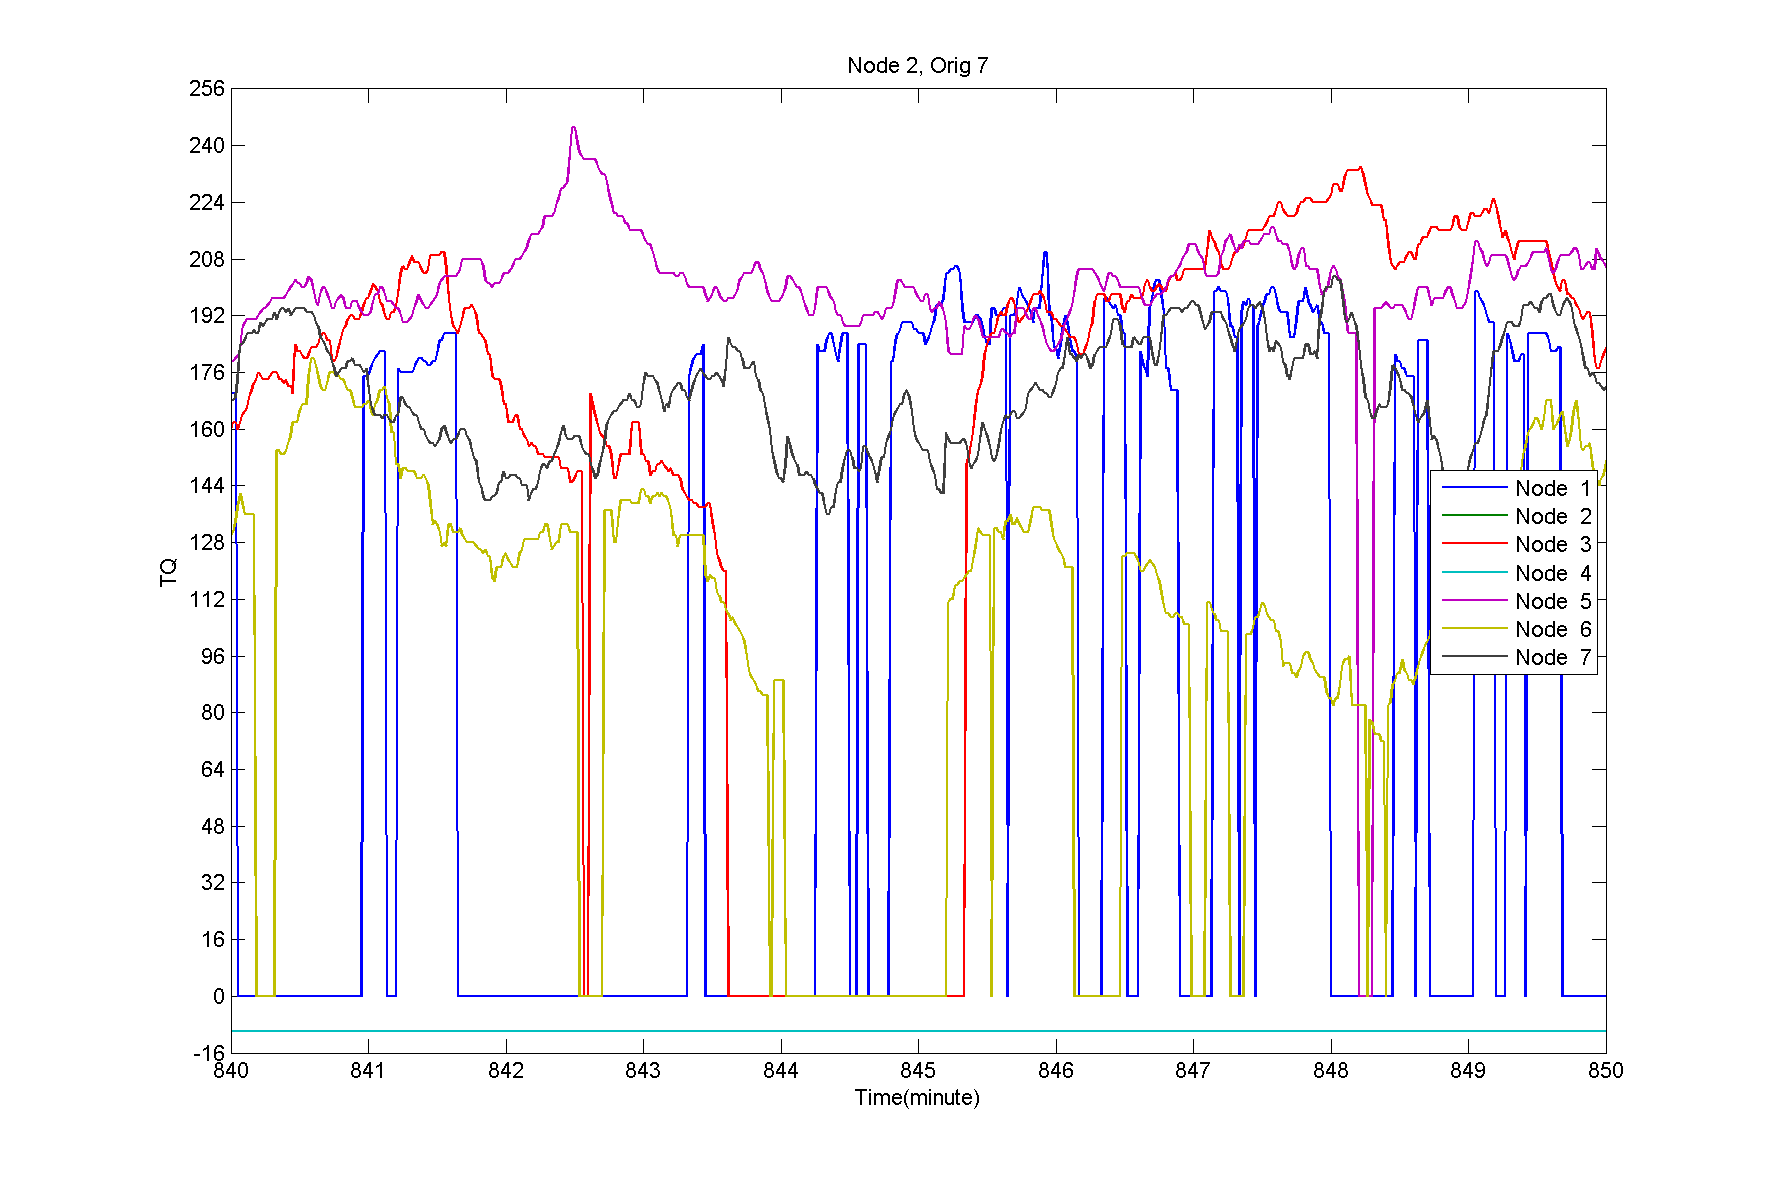 Node 2, Orig 7
256
240
224
208
192
176
160
144
128
112
96
80
64
48
32
16
0
-16
TQ
Node 1
Node 2
Node 3
Node 4
Node 5
Node 6
Node 7
840 841 842 843 844 845 846 847 848 849 850
Time(minute)